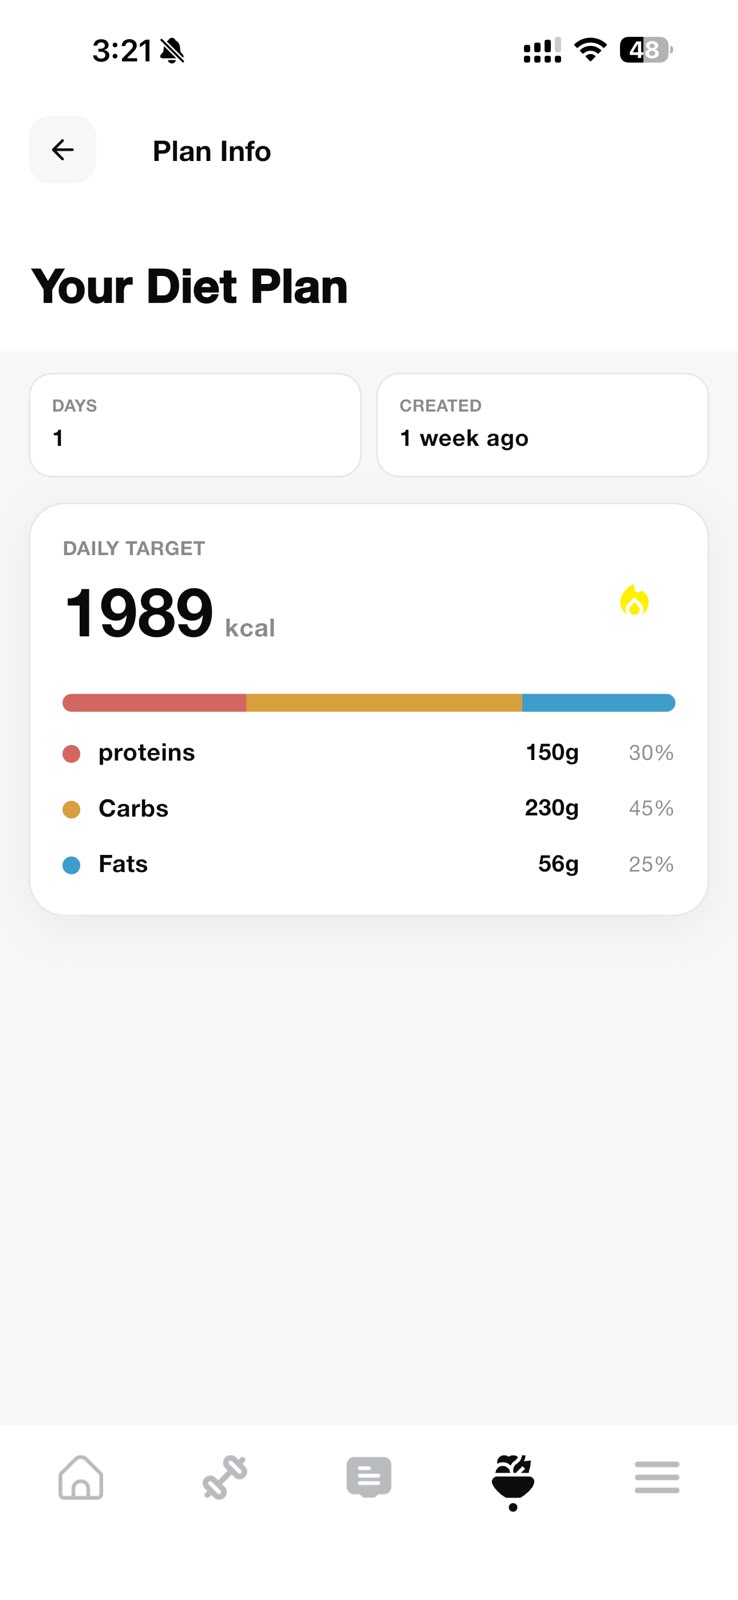 3:21
48
Plan Info
Your Diet Plan
DAYS
1
CREATED
1 week ago
DAILY TARGET
1989 kcal
proteins 150g 30%
Carbs 230g 45%
Fats 56g 25%